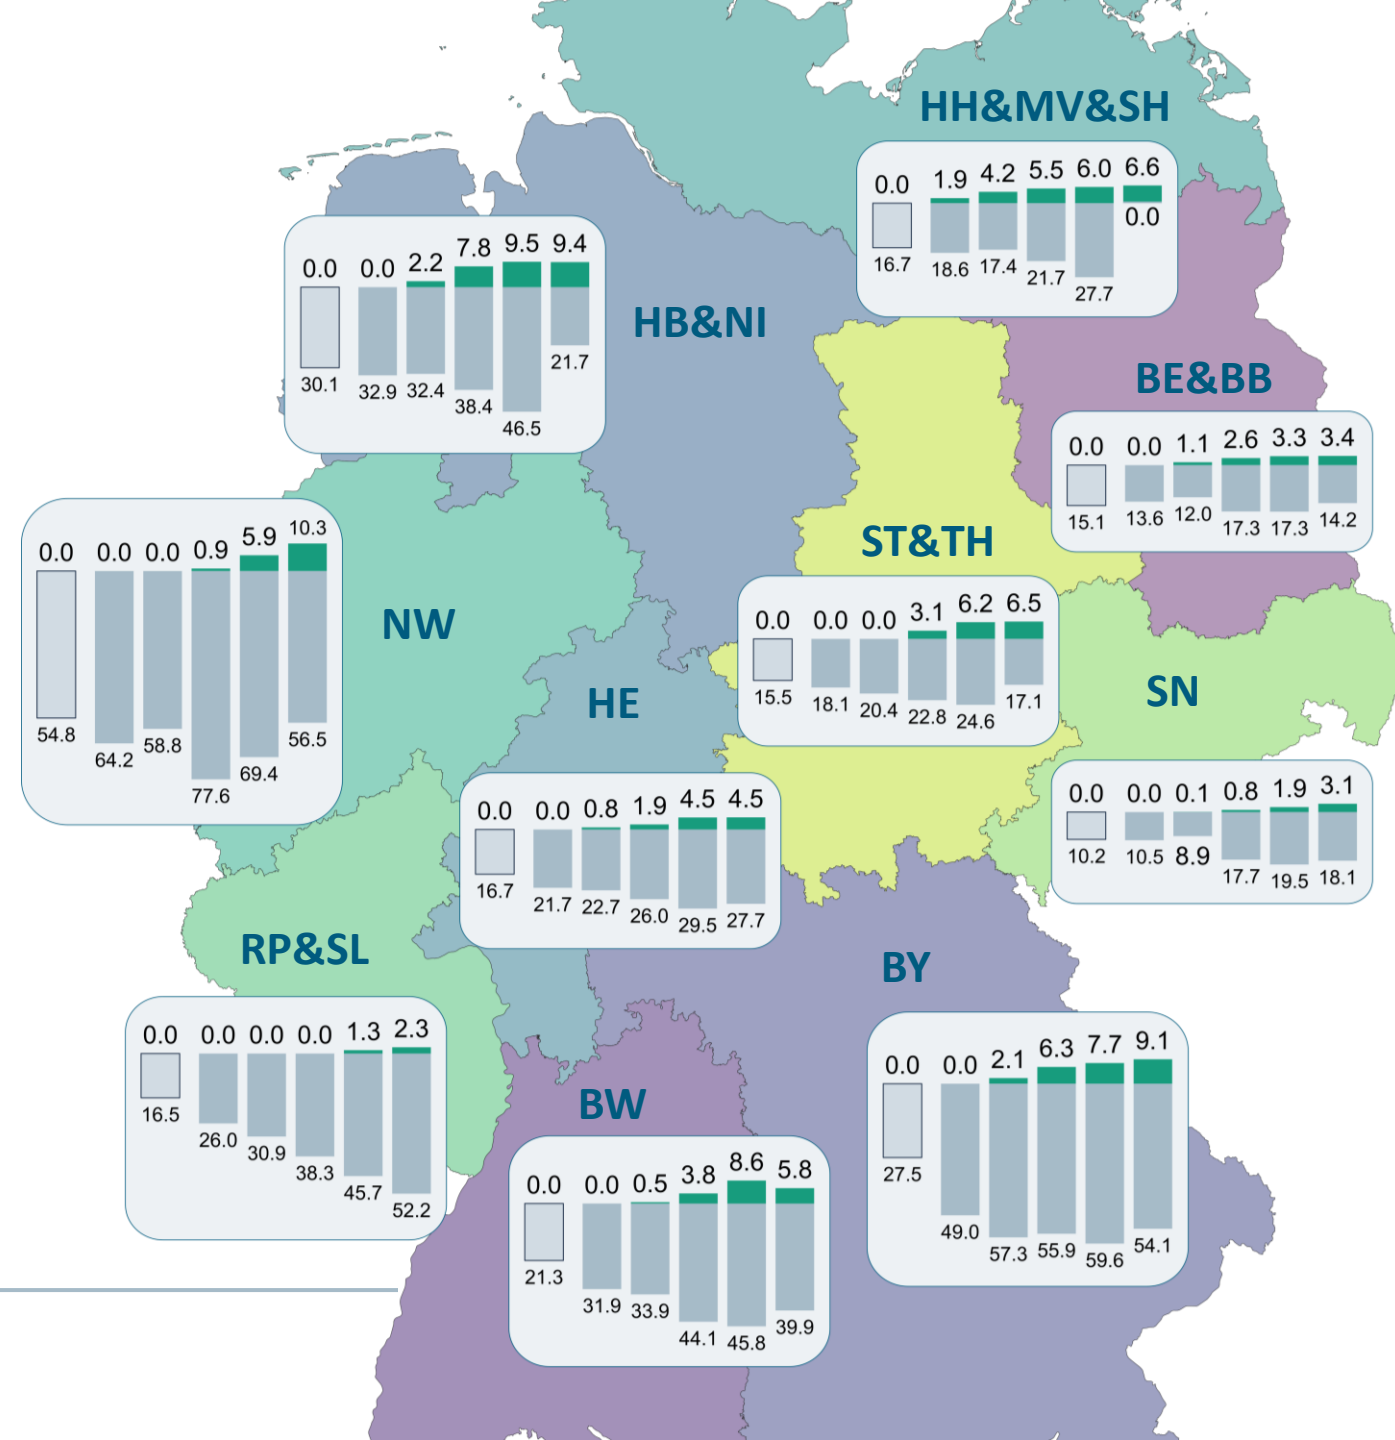 HH&MV&SH
0.0 1.9 4.2 5.5 6.0 6.6
16.7 18.6 17.4 21.7 27.7 0.0
0.0 0.0 2.2 7.8 9.5 9.4
30.1 32.9 32.4 38.4 46.5 21.7
HB&NI
BE&BB
0.0 0.0 1.1 2.6 3.3 3.4
15.1 13.6 12.0 17.3 17.3 14.2
0.0 0.0 0.0 0.9 5.9 10.3
54.8 64.2 58.8 77.6 69.4 56.5
NW
ST&TH
0.0 0.0 0.0 3.1 6.2 6.5
15.5 18.1 20.4 22.8 24.6 17.1
HE
SN
0.0 0.0 0.8 1.9 4.5 4.5
16.7 21.7 22.7 26.0 29.5 27.7
0.0 0.0 0.1 0.8 1.9 3.1
10.2 10.5 8.9 17.7 19.5 18.1
RP&SL
BY
0.0 0.0 0.0 0.0 1.3 2.3
16.5 26.0 30.9 38.3 45.7 52.2
0.0 0.0 2.1 6.3 7.7 9.1
27.5 49.0 57.3 55.9 59.6 54.1
BW
0.0 0.0 0.5 3.8 8.6 5.8
21.3 31.9 33.9 44.1 45.8 39.9